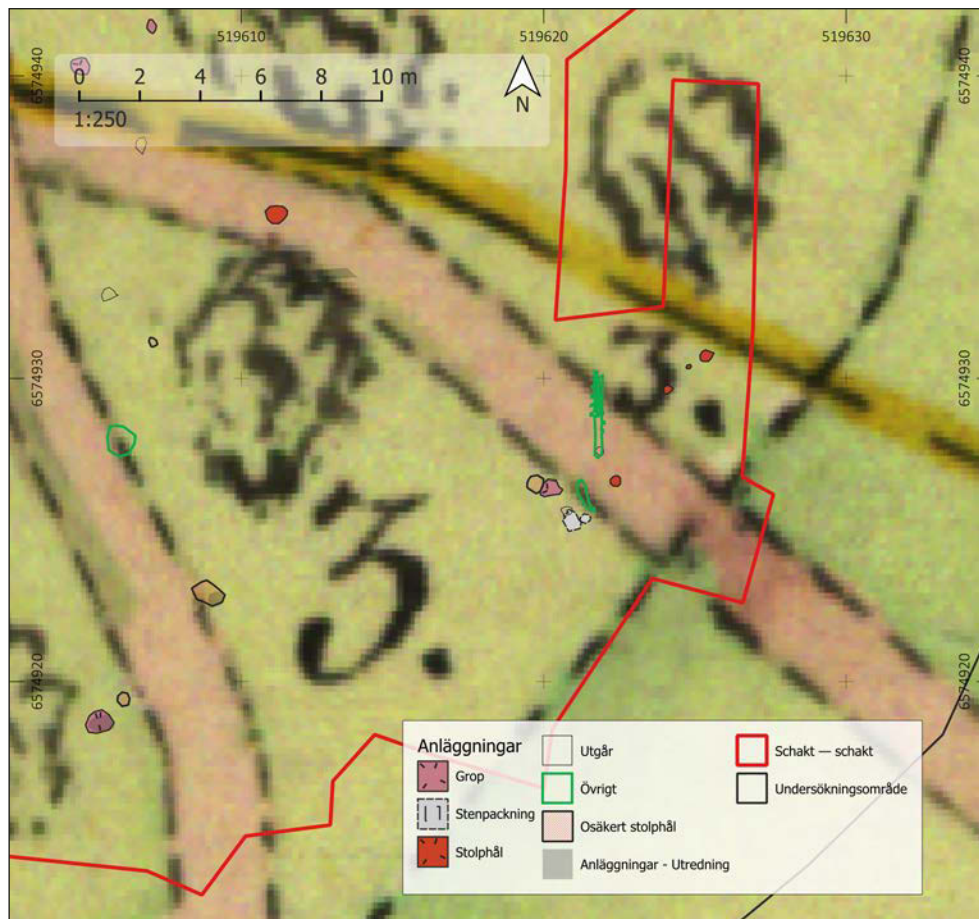 519610
519620
519630
0 2 4 6 8 10 m
1:250
N
6574940
6574940
6574930
6574930
6574920
6574920
3.
3.
Anläggningar
Grop
Stenpackning
Stolphål
Utgår
Övrigt
Osäkert stolphål
Anläggningar - Utredning
Schakt — schakt
Undersökningsområde